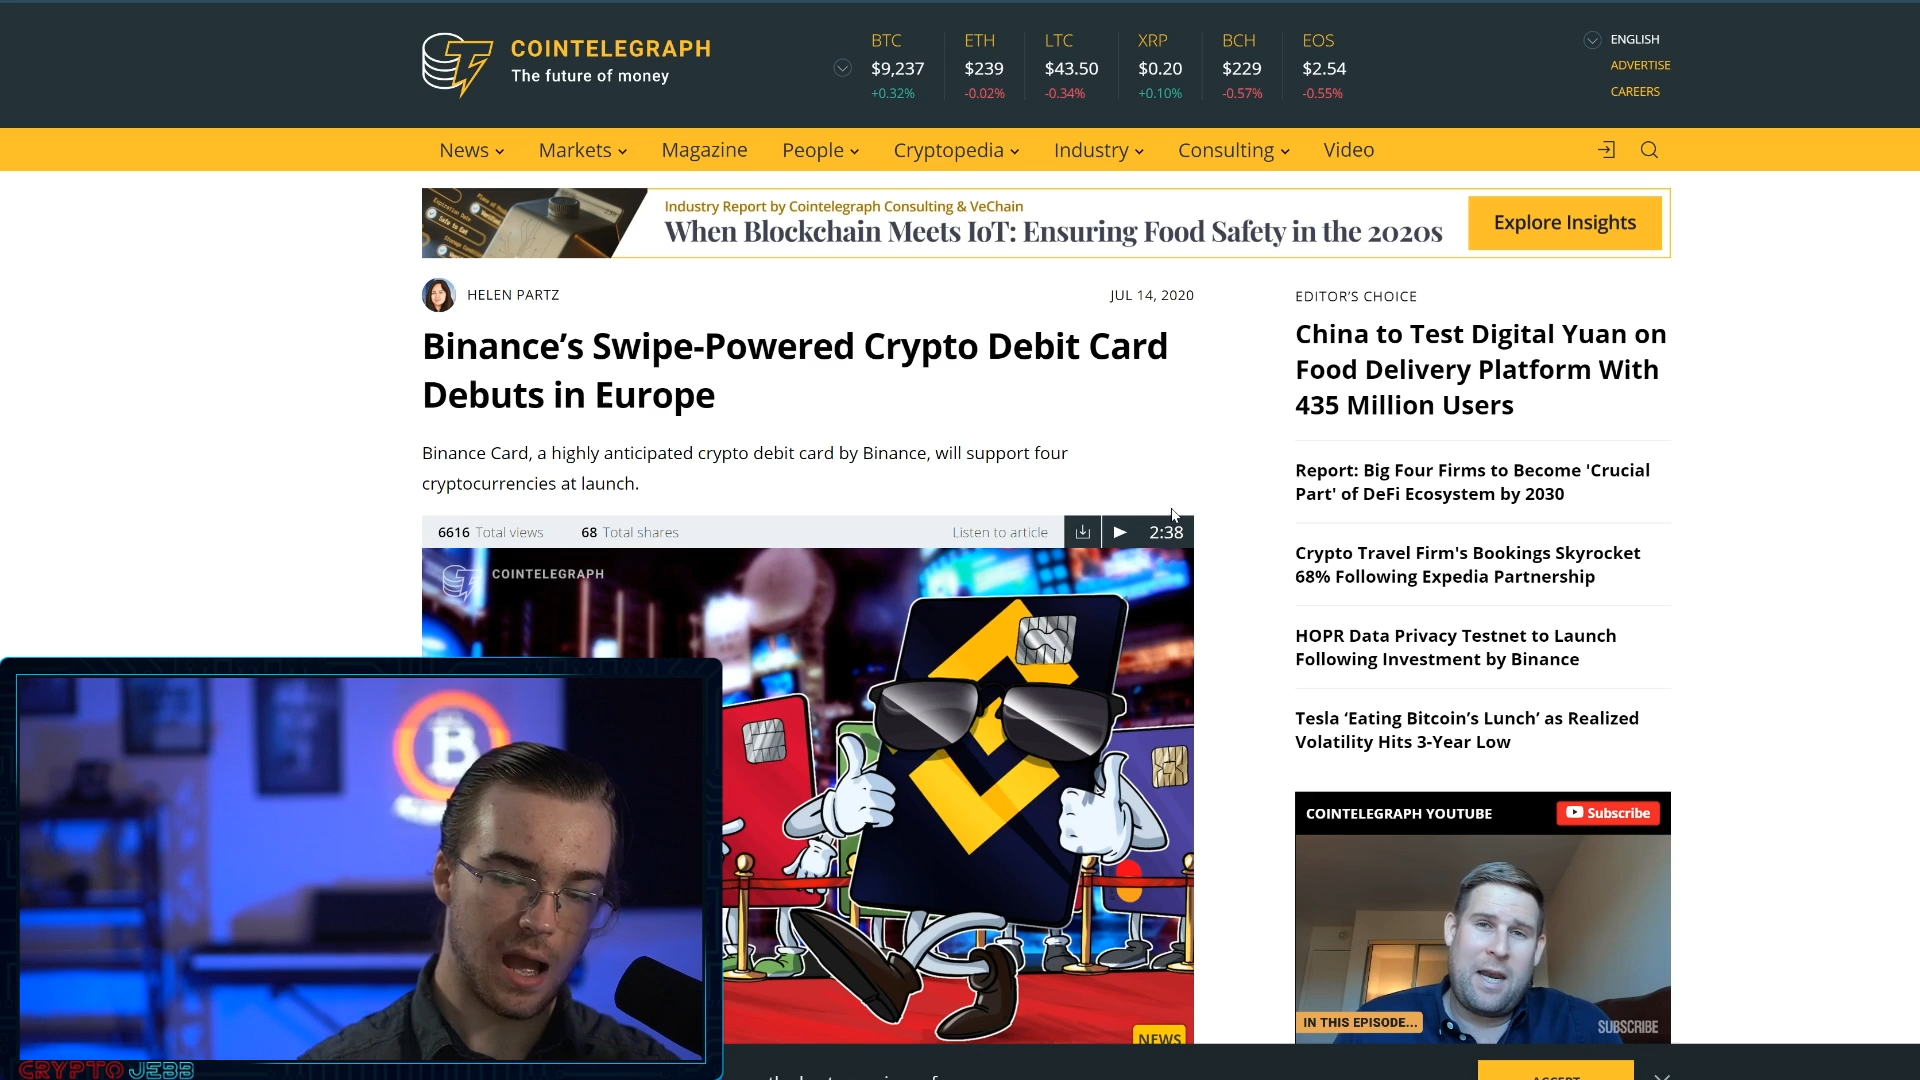 COINTELEGRAPH
The future of money
BTC
$9,237
+0.32%
ETH
$239
-0.02%
LTC
$43.50
-0.34%
XRP
$0.20
+0.10%
BCH
$229
-0.57%
EOS
$2.54
-0.55%
ENGLISH
ADVERTISE
CAREERS
News
Markets
Magazine
People
Cryptopedia
Industry
Consulting
Video
Industry Report by Cointelegraph Consulting & VeChain
When Blockchain Meets IoT: Ensuring Food Safety in the 2020s
Explore Insights
HELEN PARTZ
JUL 14, 2020
Binance’s Swipe-Powered Crypto Debit Card
Debuts in Europe
Binance Card, a highly anticipated crypto debit card by Binance, will support four
cryptocurrencies at launch.
6616 Total views
68 Total shares
Listen to article
2:38
COINTELEGRAPH
NEWS
EDITOR’S CHOICE
China to Test Digital Yuan on
Food Delivery Platform With
435 Million Users
Report: Big Four Firms to Become 'Crucial
Part' of DeFi Ecosystem by 2030
Crypto Travel Firm's Bookings Skyrocket
68% Following Expedia Partnership
HOPR Data Privacy Testnet to Launch
Following Investment by Binance
Tesla ‘Eating Bitcoin’s Lunch’ as Realized
Volatility Hits 3-Year Low
COINTELEGRAPH YOUTUBE
Subscribe
IN THIS EPISODE...
SUBSCRIBE
CRYPTO JEBB